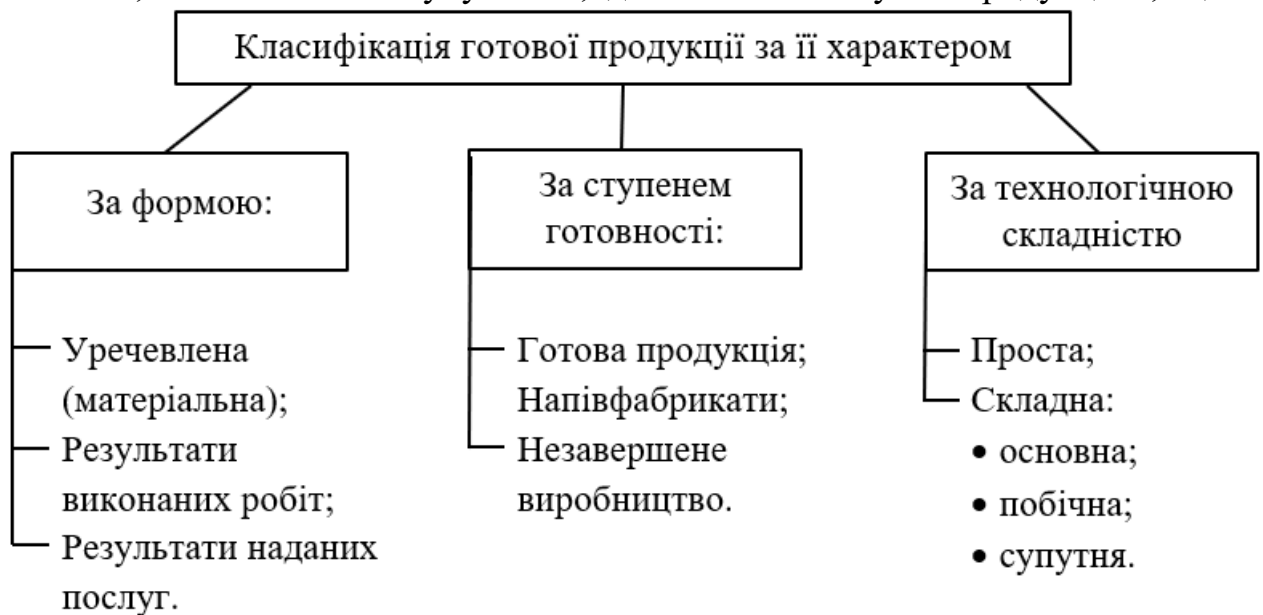 Класифікація готової продукції за її характером
За формою:
Уречевлена
(матеріальна);
Результати
виконаних робіт;
Результати наданих
послуг.
За ступенем
готовності:
Готова продукція;
Напівфабрикати;
Незавершене
виробництво.
За технологічною
складністю
Проста;
Складна:
• основна;
• побічна;
• супутня.